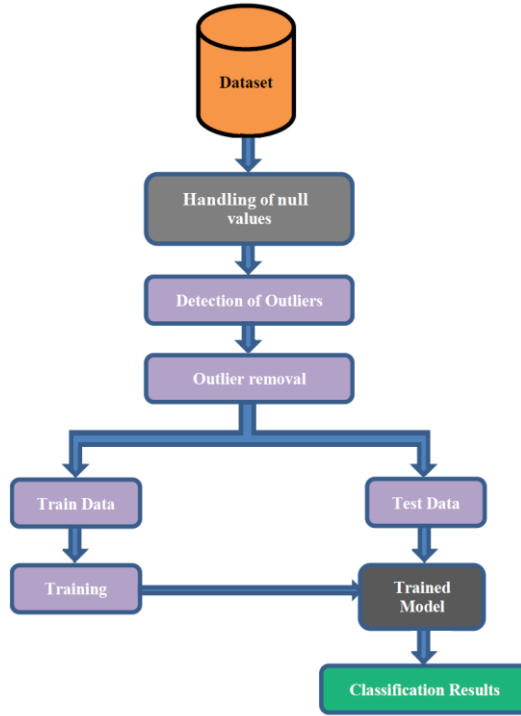 Dataset
Handling of null
values
Detection of Outliers
Outlier removal
Train Data
Test Data
Training
Trained
Model
Classification Results